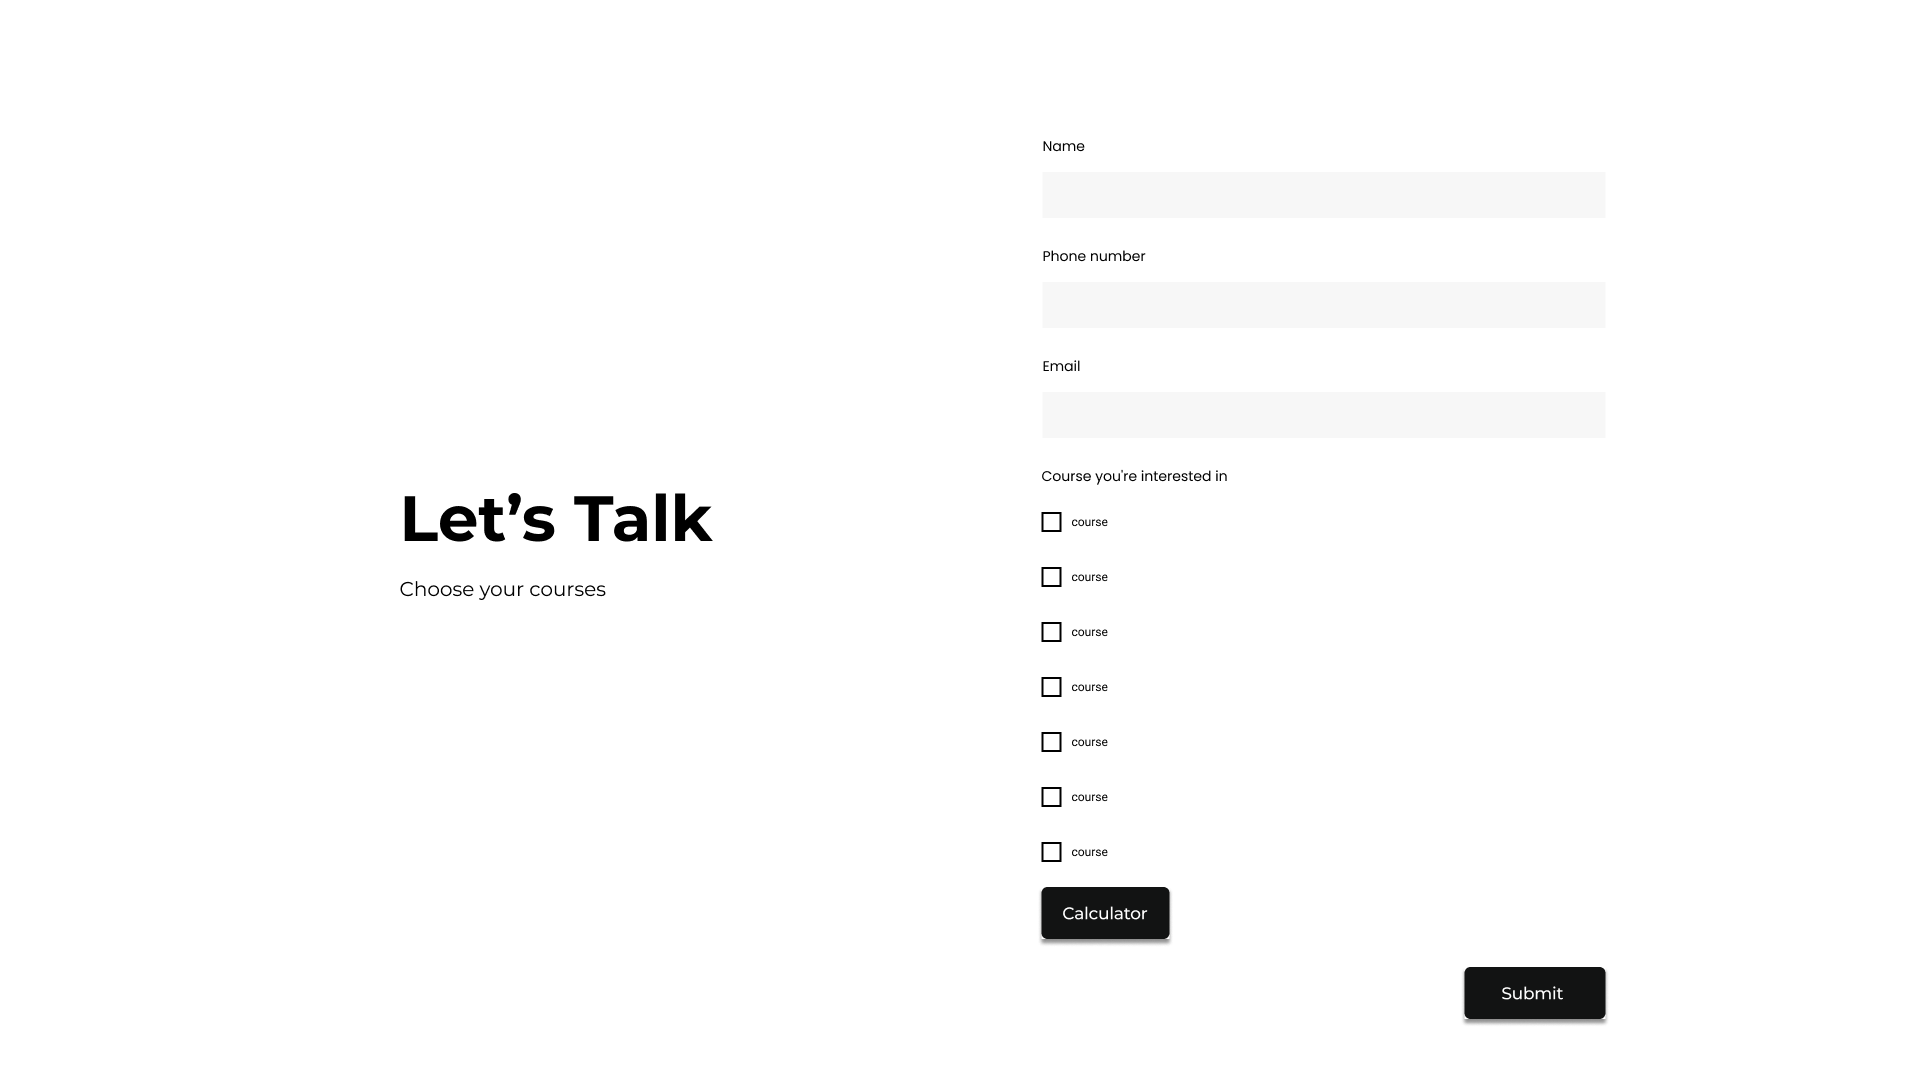 Let’s Talk
Choose your courses
Name
Phone number
Email
Course you're interested in
course
course
course
course
course
course
course
Calculator
Submit